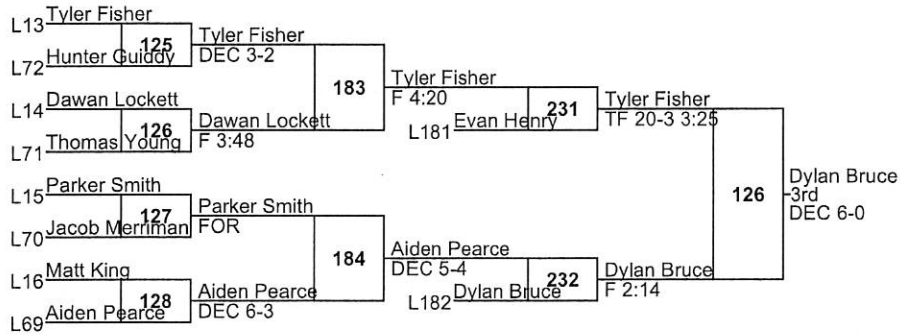 L13 Tyler Fisher
125 Tyler Fisher
L72 Hunter Guiddy DEC 3-2
183 Tyler Fisher
F 4:20
L14 Dawan Lockett
126 Dawan Lockett
L71 Thomas Young F 3:48
L181 Evan Henry 231 Tyler Fisher
TF 20-3 3:25
L15 Parker Smith
127 Parker Smith
L70 Jacob Merriman FOR
126 Dylan Bruce
3rd
DEC 6-0
184 Aiden Pearce
DEC 5-4
L16 Matt King
128 Aiden Pearce
L69 Aiden Pearce DEC 6-3
L182 Dylan Bruce 232 Dylan Bruce
F 2:14